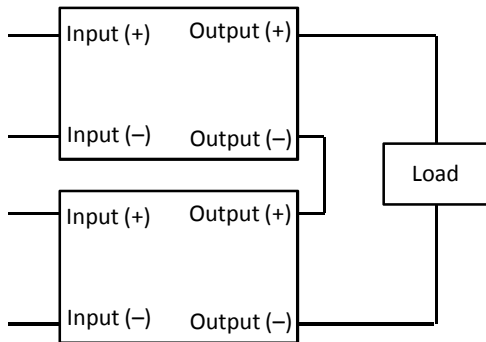 Input (+) Output (+)
Input (–) Output (–)
Load
Input (+) Output (+)
Input (–) Output (–)